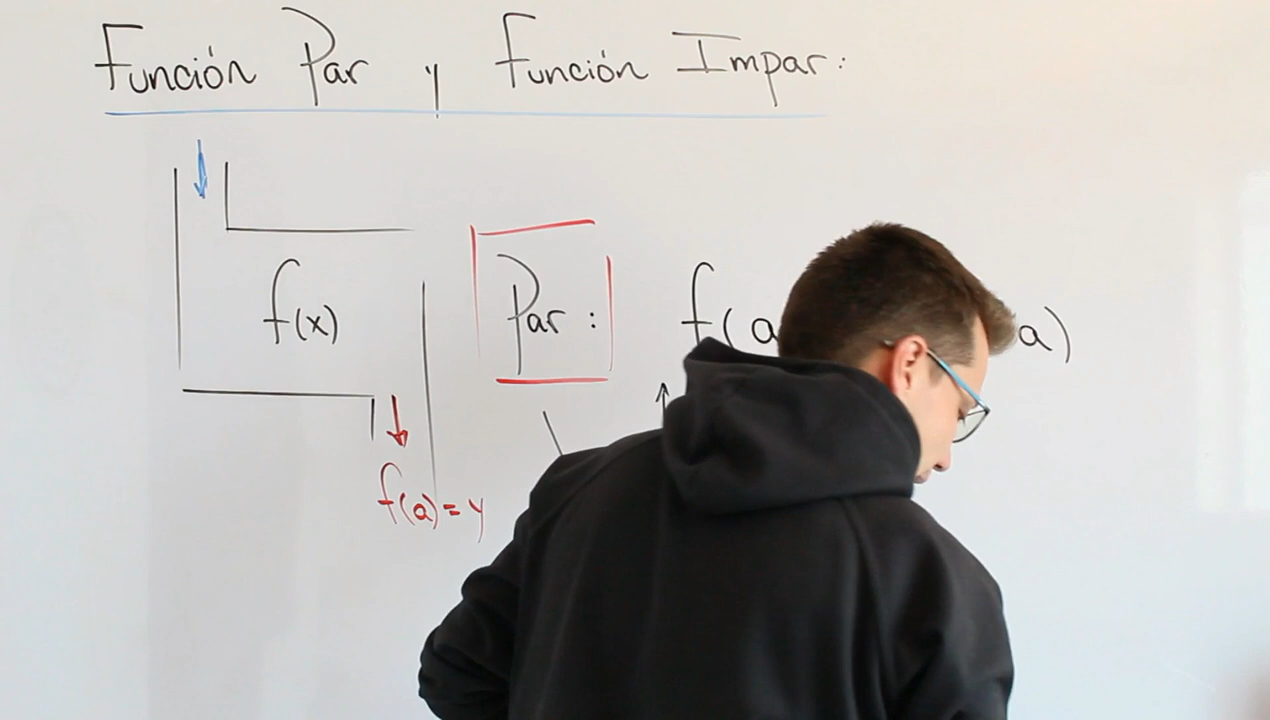 Función Par y Función Impar:
f(x)
Par: f(a a)
f(a)=y